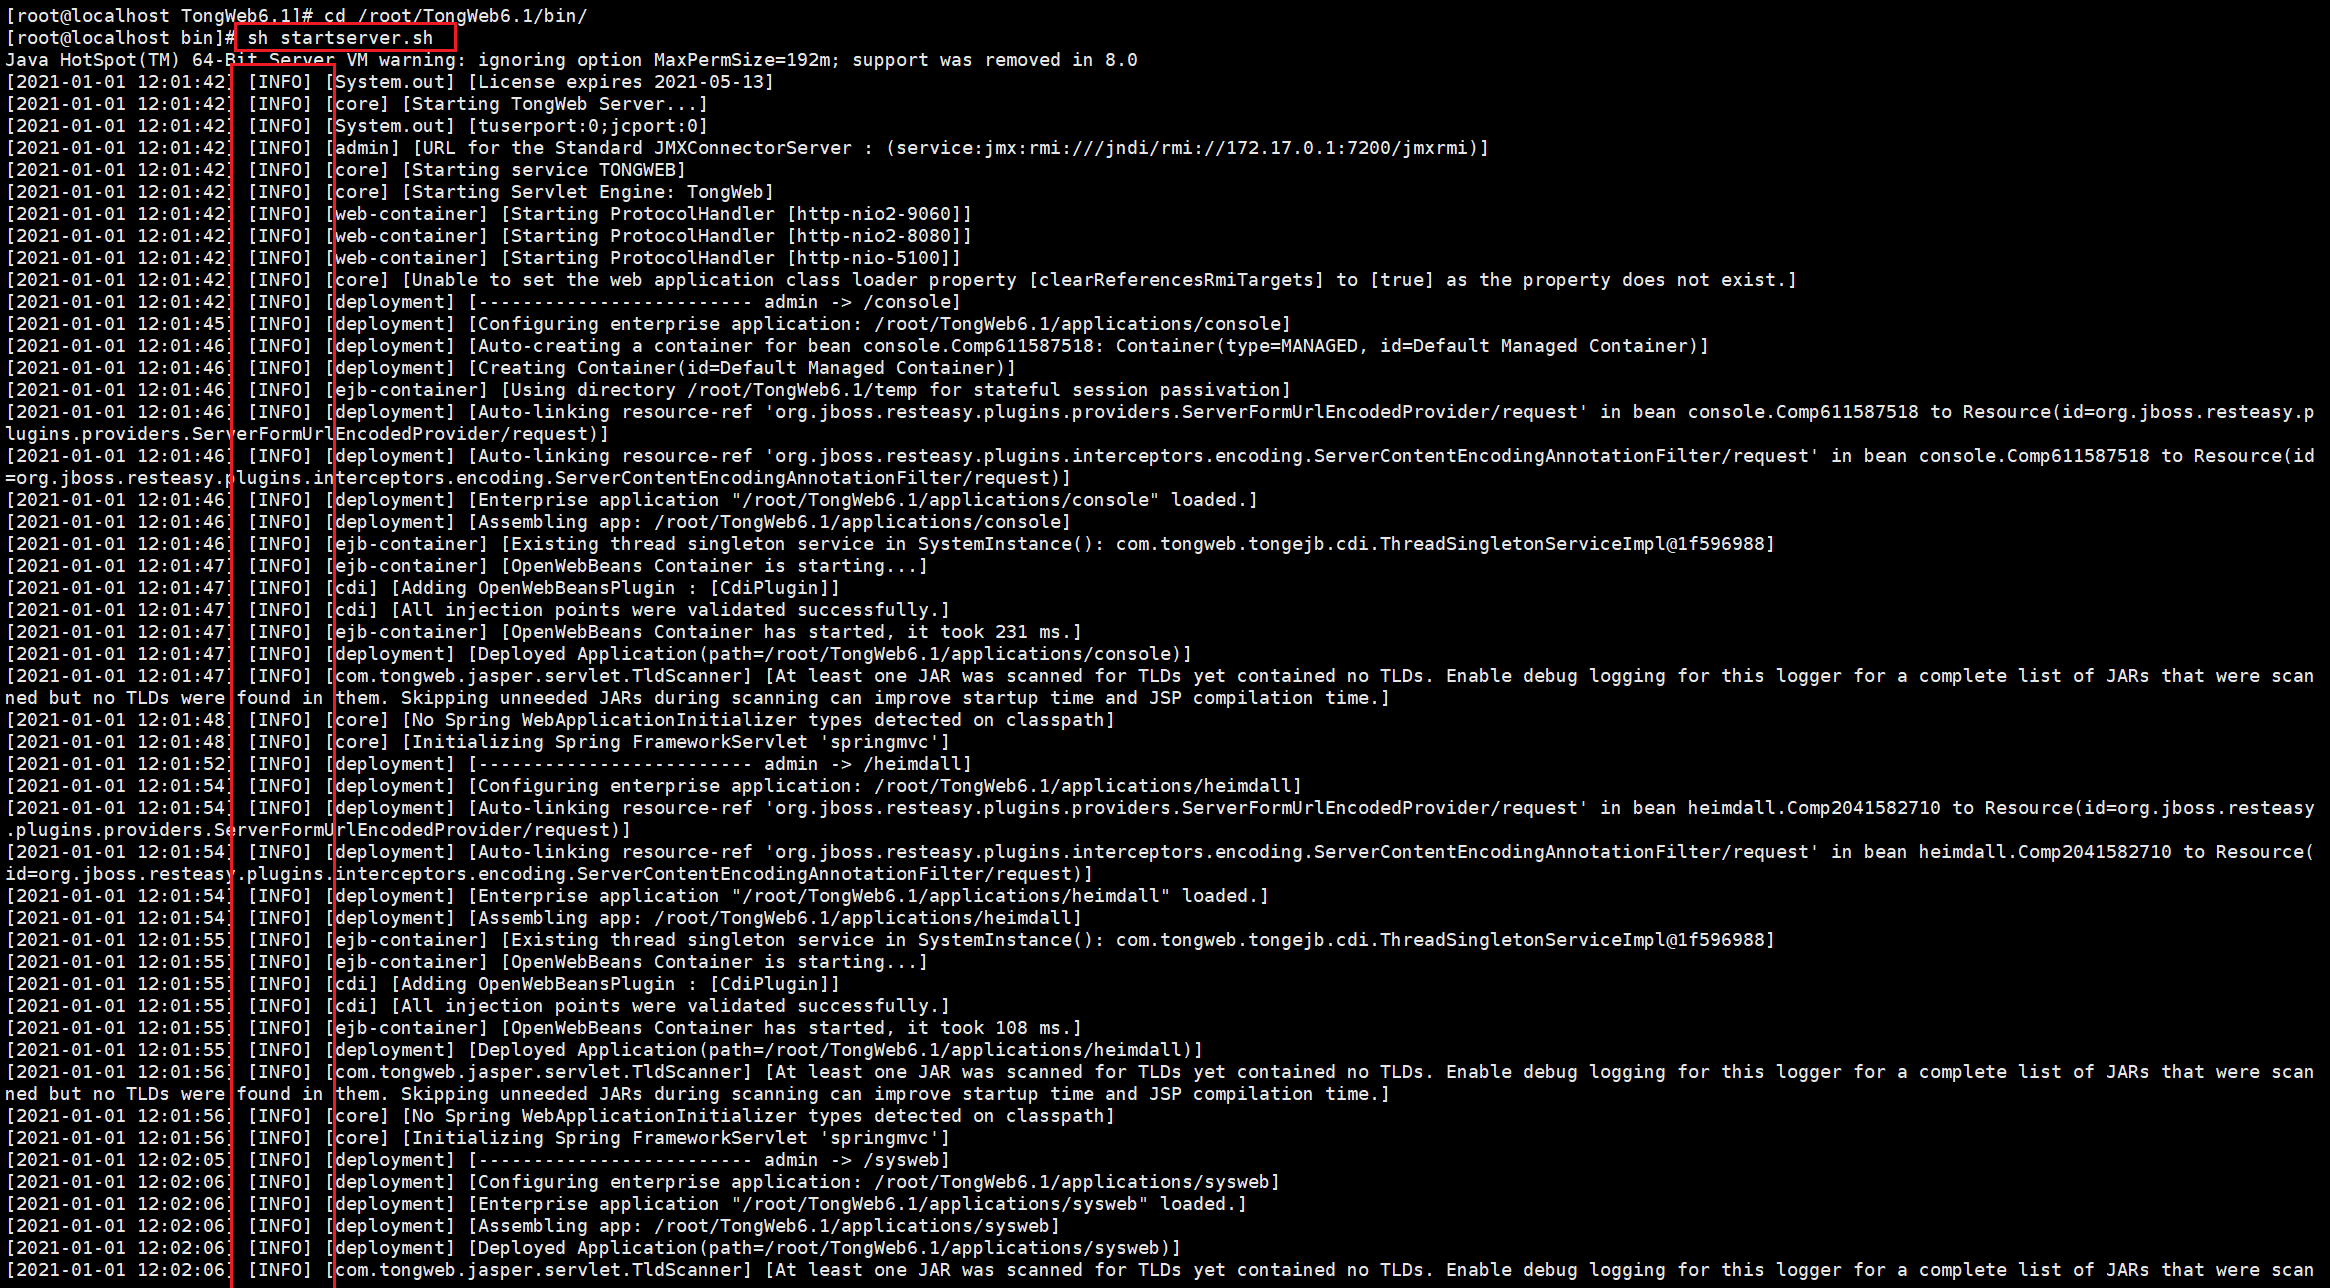 [root@localhost TongWeb6.1]# cd /root/TongWeb6.1/bin/
[root@localhost bin]# sh startserver.sh
Java HotSpot(TM) 64-Bit Server VM warning: ignoring option MaxPermSize=192m; support was removed in 8.0
[2021-01-01 12:01:42] [INFO] [System.out] [License expires 2021-05-13]
[2021-01-01 12:01:42] [INFO] [core] [Starting TongWeb Server...]
[2021-01-01 12:01:42] [INFO] [System.out] [tuserport:0;jcport:0]
[2021-01-01 12:01:42] [INFO] [admin] [URL for the Standard JMXConnectorServer : (service:jmx:rmi:///jndi/rmi://172.17.0.1:7200/jmxrmi)]
[2021-01-01 12:01:42] [INFO] [core] [Starting service TONGWEB]
[2021-01-01 12:01:42] [INFO] [core] [Starting Servlet Engine: TongWeb]
[2021-01-01 12:01:42] [INFO] [web-container] [Starting ProtocolHandler [http-nio2-9060]]
[2021-01-01 12:01:42] [INFO] [web-container] [Starting ProtocolHandler [http-nio2-8080]]
[2021-01-01 12:01:42] [INFO] [web-container] [Starting ProtocolHandler [http-nio-5100]]
[2021-01-01 12:01:42] [INFO] [core] [Unable to set the web application class loader property [clearReferencesRmiTargets] to [true] as the property does not exist.]
[2021-01-01 12:01:42] [INFO] [deployment] [------------------------- admin -> /console]
[2021-01-01 12:01:45] [INFO] [deployment] [Configuring enterprise application: /root/TongWeb6.1/applications/console]
[2021-01-01 12:01:46] [INFO] [deployment] [Auto-creating a container for bean console.Comp611587518: Container(type=MANAGED, id=Default Managed Container)]
[2021-01-01 12:01:46] [INFO] [deployment] [Creating Container(id=Default Managed Container)]
[2021-01-01 12:01:46] [INFO] [ejb-container] [Using directory /root/TongWeb6.1/temp for stateful session passivation]
[2021-01-01 12:01:46] [INFO] [deployment] [Auto-linking resource-ref 'org.jboss.resteasy.plugins.providers.ServerFormUrlEncodedProvider/request' in bean console.Comp611587518 to Resource(id=org.jboss.resteasy.p
lugins.providers.ServerFormUrlEncodedProvider/request)]
[2021-01-01 12:01:46] [INFO] [deployment] [Auto-linking resource-ref 'org.jboss.resteasy.plugins.interceptors.encoding.ServerContentEncodingAnnotationFilter/request' in bean console.Comp611587518 to Resource(id
=org.jboss.resteasy.plugins.interceptors.encoding.ServerContentEncodingAnnotationFilter/request)]
[2021-01-01 12:01:46] [INFO] [deployment] [Enterprise application "/root/TongWeb6.1/applications/console" loaded.]
[2021-01-01 12:01:46] [INFO] [deployment] [Assembling app: /root/TongWeb6.1/applications/console]
[2021-01-01 12:01:46] [INFO] [ejb-container] [Existing thread singleton service in SystemInstance(): com.tongweb.tongejb.cdi.ThreadSingletonServiceImpl@1f596988]
[2021-01-01 12:01:47] [INFO] [ejb-container] [OpenWebBeans Container is starting...]
[2021-01-01 12:01:47] [INFO] [cdi] [Adding OpenWebBeansPlugin : [CdiPlugin]]
[2021-01-01 12:01:47] [INFO] [cdi] [All injection points were validated successfully.]
[2021-01-01 12:01:47] [INFO] [ejb-container] [OpenWebBeans Container has started, it took 231 ms.]
[2021-01-01 12:01:47] [INFO] [deployment] [Deployed Application(path=/root/TongWeb6.1/applications/console)]
[2021-01-01 12:01:47] [INFO] [com.tongweb.jasper.servlet.TldScanner] [At least one JAR was scanned for TLDs yet contained no TLDs. Enable debug logging for this logger for a complete list of JARs that were scan
ned but no TLDs were found in them. Skipping unneeded JARs during scanning can improve startup time and JSP compilation time.]
[2021-01-01 12:01:48] [INFO] [core] [No Spring WebApplicationInitializer types detected on classpath]
[2021-01-01 12:01:48] [INFO] [core] [Initializing Spring FrameworkServlet 'springmvc']
[2021-01-01 12:01:52] [INFO] [deployment] [------------------------- admin -> /heimdall]
[2021-01-01 12:01:54] [INFO] [deployment] [Configuring enterprise application: /root/TongWeb6.1/applications/heimdall]
[2021-01-01 12:01:54] [INFO] [deployment] [Auto-linking resource-ref 'org.jboss.resteasy.plugins.providers.ServerFormUrlEncodedProvider/request' in bean heimdall.Comp2041582710 to Resource(id=org.jboss.resteasy
.plugins.providers.ServerFormUrlEncodedProvider/request)]
[2021-01-01 12:01:54] [INFO] [deployment] [Auto-linking resource-ref 'org.jboss.resteasy.plugins.interceptors.encoding.ServerContentEncodingAnnotationFilter/request' in bean heimdall.Comp2041582710 to Resource(
id=org.jboss.resteasy.plugins.interceptors.encoding.ServerContentEncodingAnnotationFilter/request)]
[2021-01-01 12:01:54] [INFO] [deployment] [Enterprise application "/root/TongWeb6.1/applications/heimdall" loaded.]
[2021-01-01 12:01:54] [INFO] [deployment] [Assembling app: /root/TongWeb6.1/applications/heimdall]
[2021-01-01 12:01:55] [INFO] [ejb-container] [Existing thread singleton service in SystemInstance(): com.tongweb.tongejb.cdi.ThreadSingletonServiceImpl@1f596988]
[2021-01-01 12:01:55] [INFO] [ejb-container] [OpenWebBeans Container is starting...]
[2021-01-01 12:01:55] [INFO] [cdi] [Adding OpenWebBeansPlugin : [CdiPlugin]]
[2021-01-01 12:01:55] [INFO] [cdi] [All injection points were validated successfully.]
[2021-01-01 12:01:55] [INFO] [ejb-container] [OpenWebBeans Container has started, it took 108 ms.]
[2021-01-01 12:01:55] [INFO] [deployment] [Deployed Application(path=/root/TongWeb6.1/applications/heimdall)]
[2021-01-01 12:01:56] [INFO] [com.tongweb.jasper.servlet.TldScanner] [At least one JAR was scanned for TLDs yet contained no TLDs. Enable debug logging for this logger for a complete list of JARs that were scan
ned but no TLDs were found in them. Skipping unneeded JARs during scanning can improve startup time and JSP compilation time.]
[2021-01-01 12:01:56] [INFO] [core] [No Spring WebApplicationInitializer types detected on classpath]
[2021-01-01 12:01:56] [INFO] [core] [Initializing Spring FrameworkServlet 'springmvc']
[2021-01-01 12:02:05] [INFO] [deployment] [------------------------- admin -> /sysweb]
[2021-01-01 12:02:06] [INFO] [deployment] [Configuring enterprise application: /root/TongWeb6.1/applications/sysweb]
[2021-01-01 12:02:06] [INFO] [deployment] [Enterprise application "/root/TongWeb6.1/applications/sysweb" loaded.]
[2021-01-01 12:02:06] [INFO] [deployment] [Assembling app: /root/TongWeb6.1/applications/sysweb]
[2021-01-01 12:02:06] [INFO] [deployment] [Deployed Application(path=/root/TongWeb6.1/applications/sysweb)]
[2021-01-01 12:02:06] [INFO] [com.tongweb.jasper.servlet.TldScanner] [At least one JAR was scanned for TLDs yet contained no TLDs. Enable debug logging for this logger for a complete list of JARs that were scan